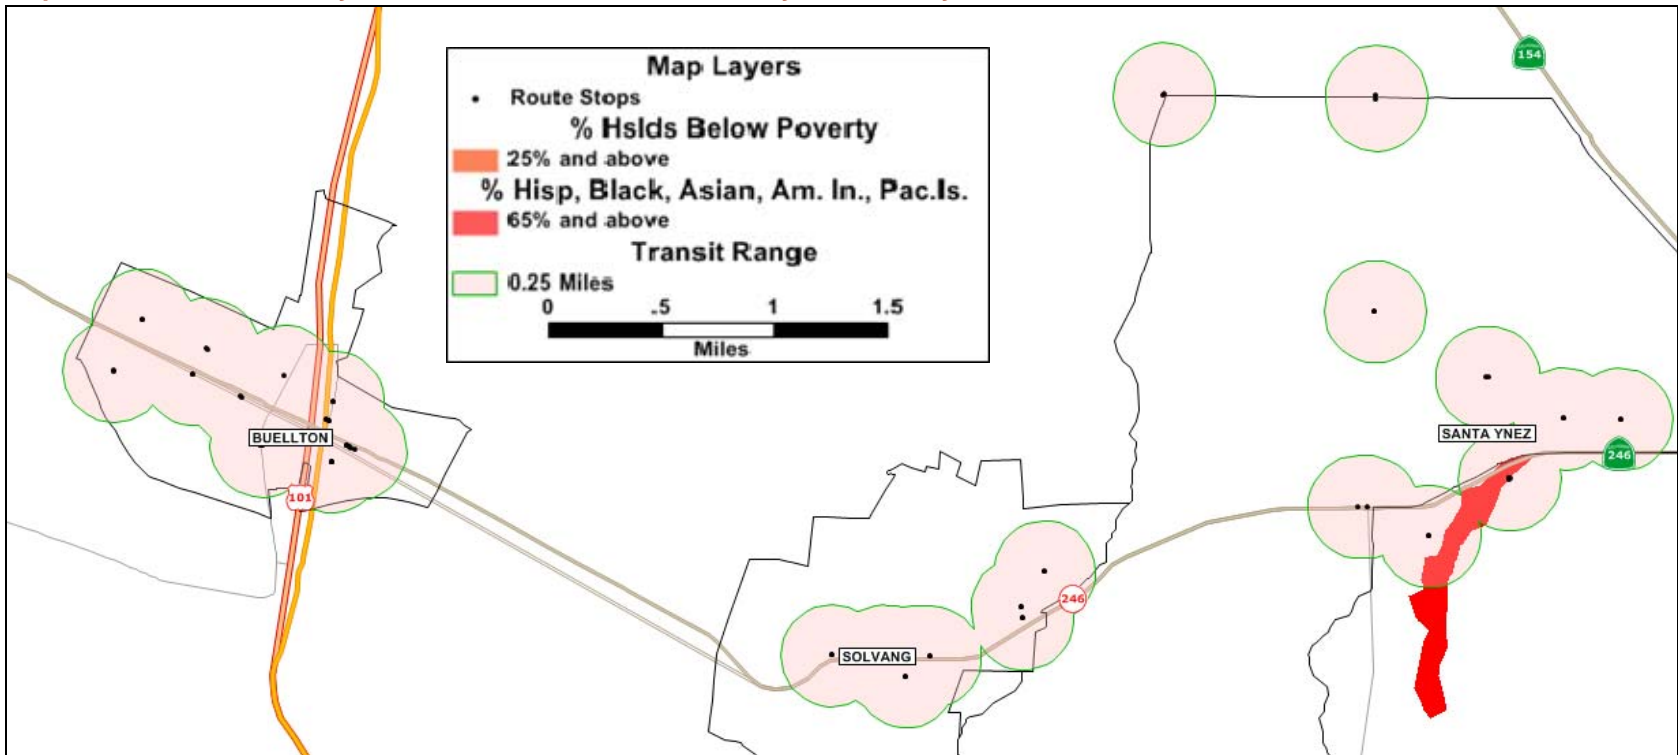 Map Layers
Route Stops
% Hslds Below Poverty
25% and above
% Hisp, Black, Asian, Am. In., Pac.Is.
65% and above
Transit Range
0.25 Miles
0 .5 1 1.5
Miles
154
BUELLTON
101
SANTA YNEZ
246
246
SOLVANG